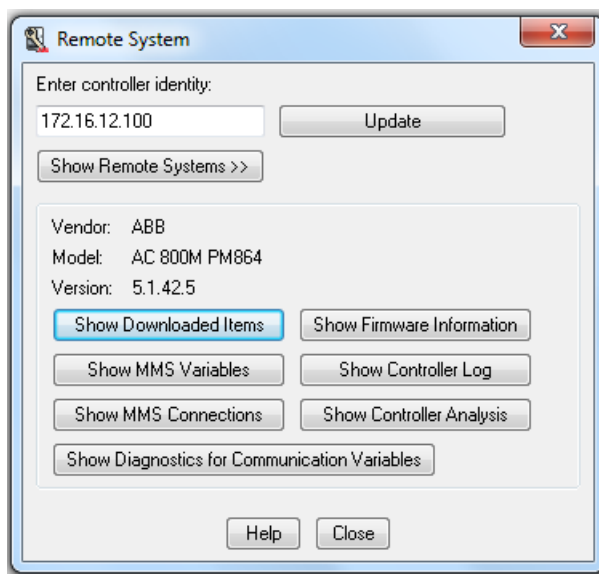 Remote System
Enter controller identity:
172.16.12.100 Update
Show Remote Systems >>
Vendor: ABB
Model: AC 800M PM864
Version: 5.1.42.5
Show Downloaded Items Show Firmware Information
Show MMS Variables Show Controller Log
Show MMS Connections Show Controller Analysis
Show Diagnostics for Communication Variables
Help Close